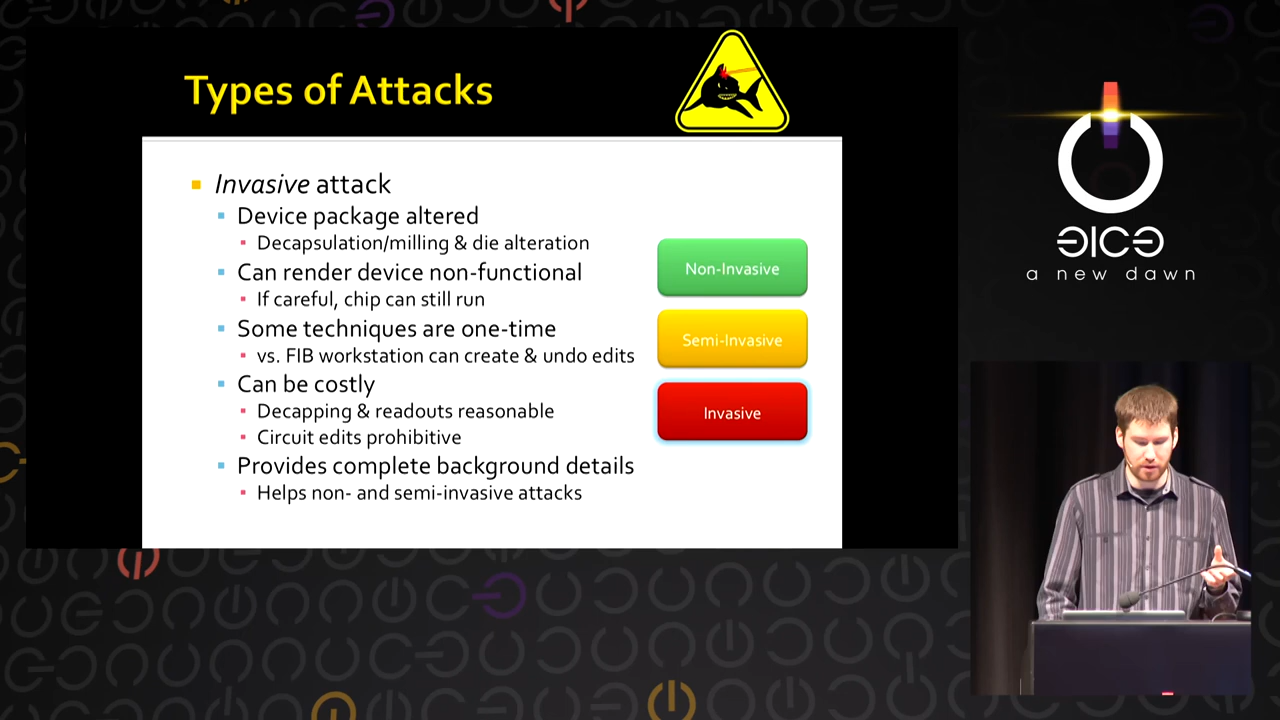 Types of Attacks
Invasive attack
Device package altered
Decapsulation/milling & die alteration
Can render device non-functional
If careful, chip can still run
Some techniques are one-time
vs. FIB workstation can create & undo edits
Can be costly
Decapping & readouts reasonable
Circuit edits prohibitive
Provides complete background details
Helps non- and semi-invasive attacks
Non-Invasive
Semi-Invasive
Invasive
a new dawn